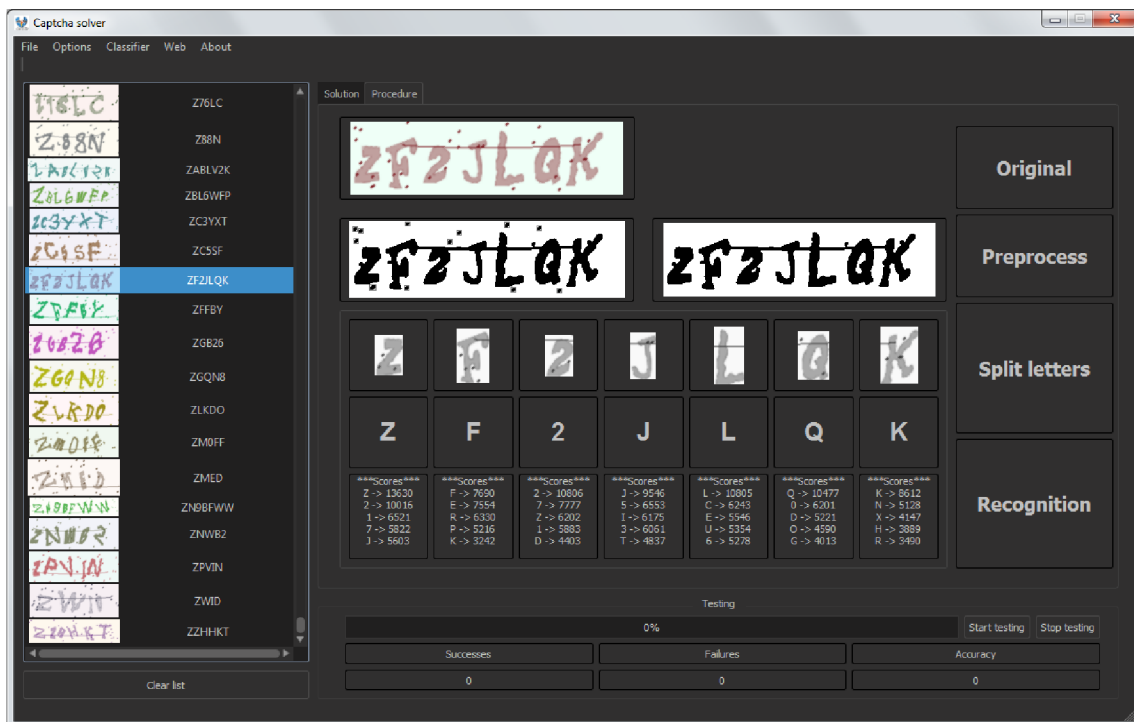 Captcha solver
File Options Classifier Web About
Z76LC
Z88N
ZABLV2K
ZBL6WFP
ZC3YXT
ZC5SF
ZF2JLQK
ZFFBY
ZGB26
ZGQN8
ZLKDO
ZM0FF
ZMED
ZN9BFWW
ZNWB2
ZPVIN
ZWID
ZZHHKT
Clear list
Solution Procedure
ZF2JLQK
Original
ZF2JLQK ZF2JLQK
Preprocess
Z F 2 J L Q K
Split letters
Z F 2 J L Q K
***Scores*** ***Scores*** ***Scores*** ***Scores*** ***Scores*** ***Scores*** ***Scores***
Z -> 13630 F -> 7690 2 -> 10806 J -> 9546 L -> 10805 Q -> 10477 K -> 8612
2 -> 10016 E -> 7554 7 -> 7777 5 -> 6553 C -> 6243 0 -> 6201 N -> 5128
1 -> 6521 R -> 6330 Z -> 6202 I -> 6175 E -> 5546 D -> 5221 X -> 4147
7 -> 5822 P -> 5216 1 -> 5883 3 -> 6061 U -> 5354 O -> 4590 H -> 3889
J -> 5603 K -> 3242 D -> 4403 T -> 4837 6 -> 5278 G -> 4013 R -> 3490
Recognition
Testing
0% Start testing Stop testing
Successes Failures Accuracy
0 0 0